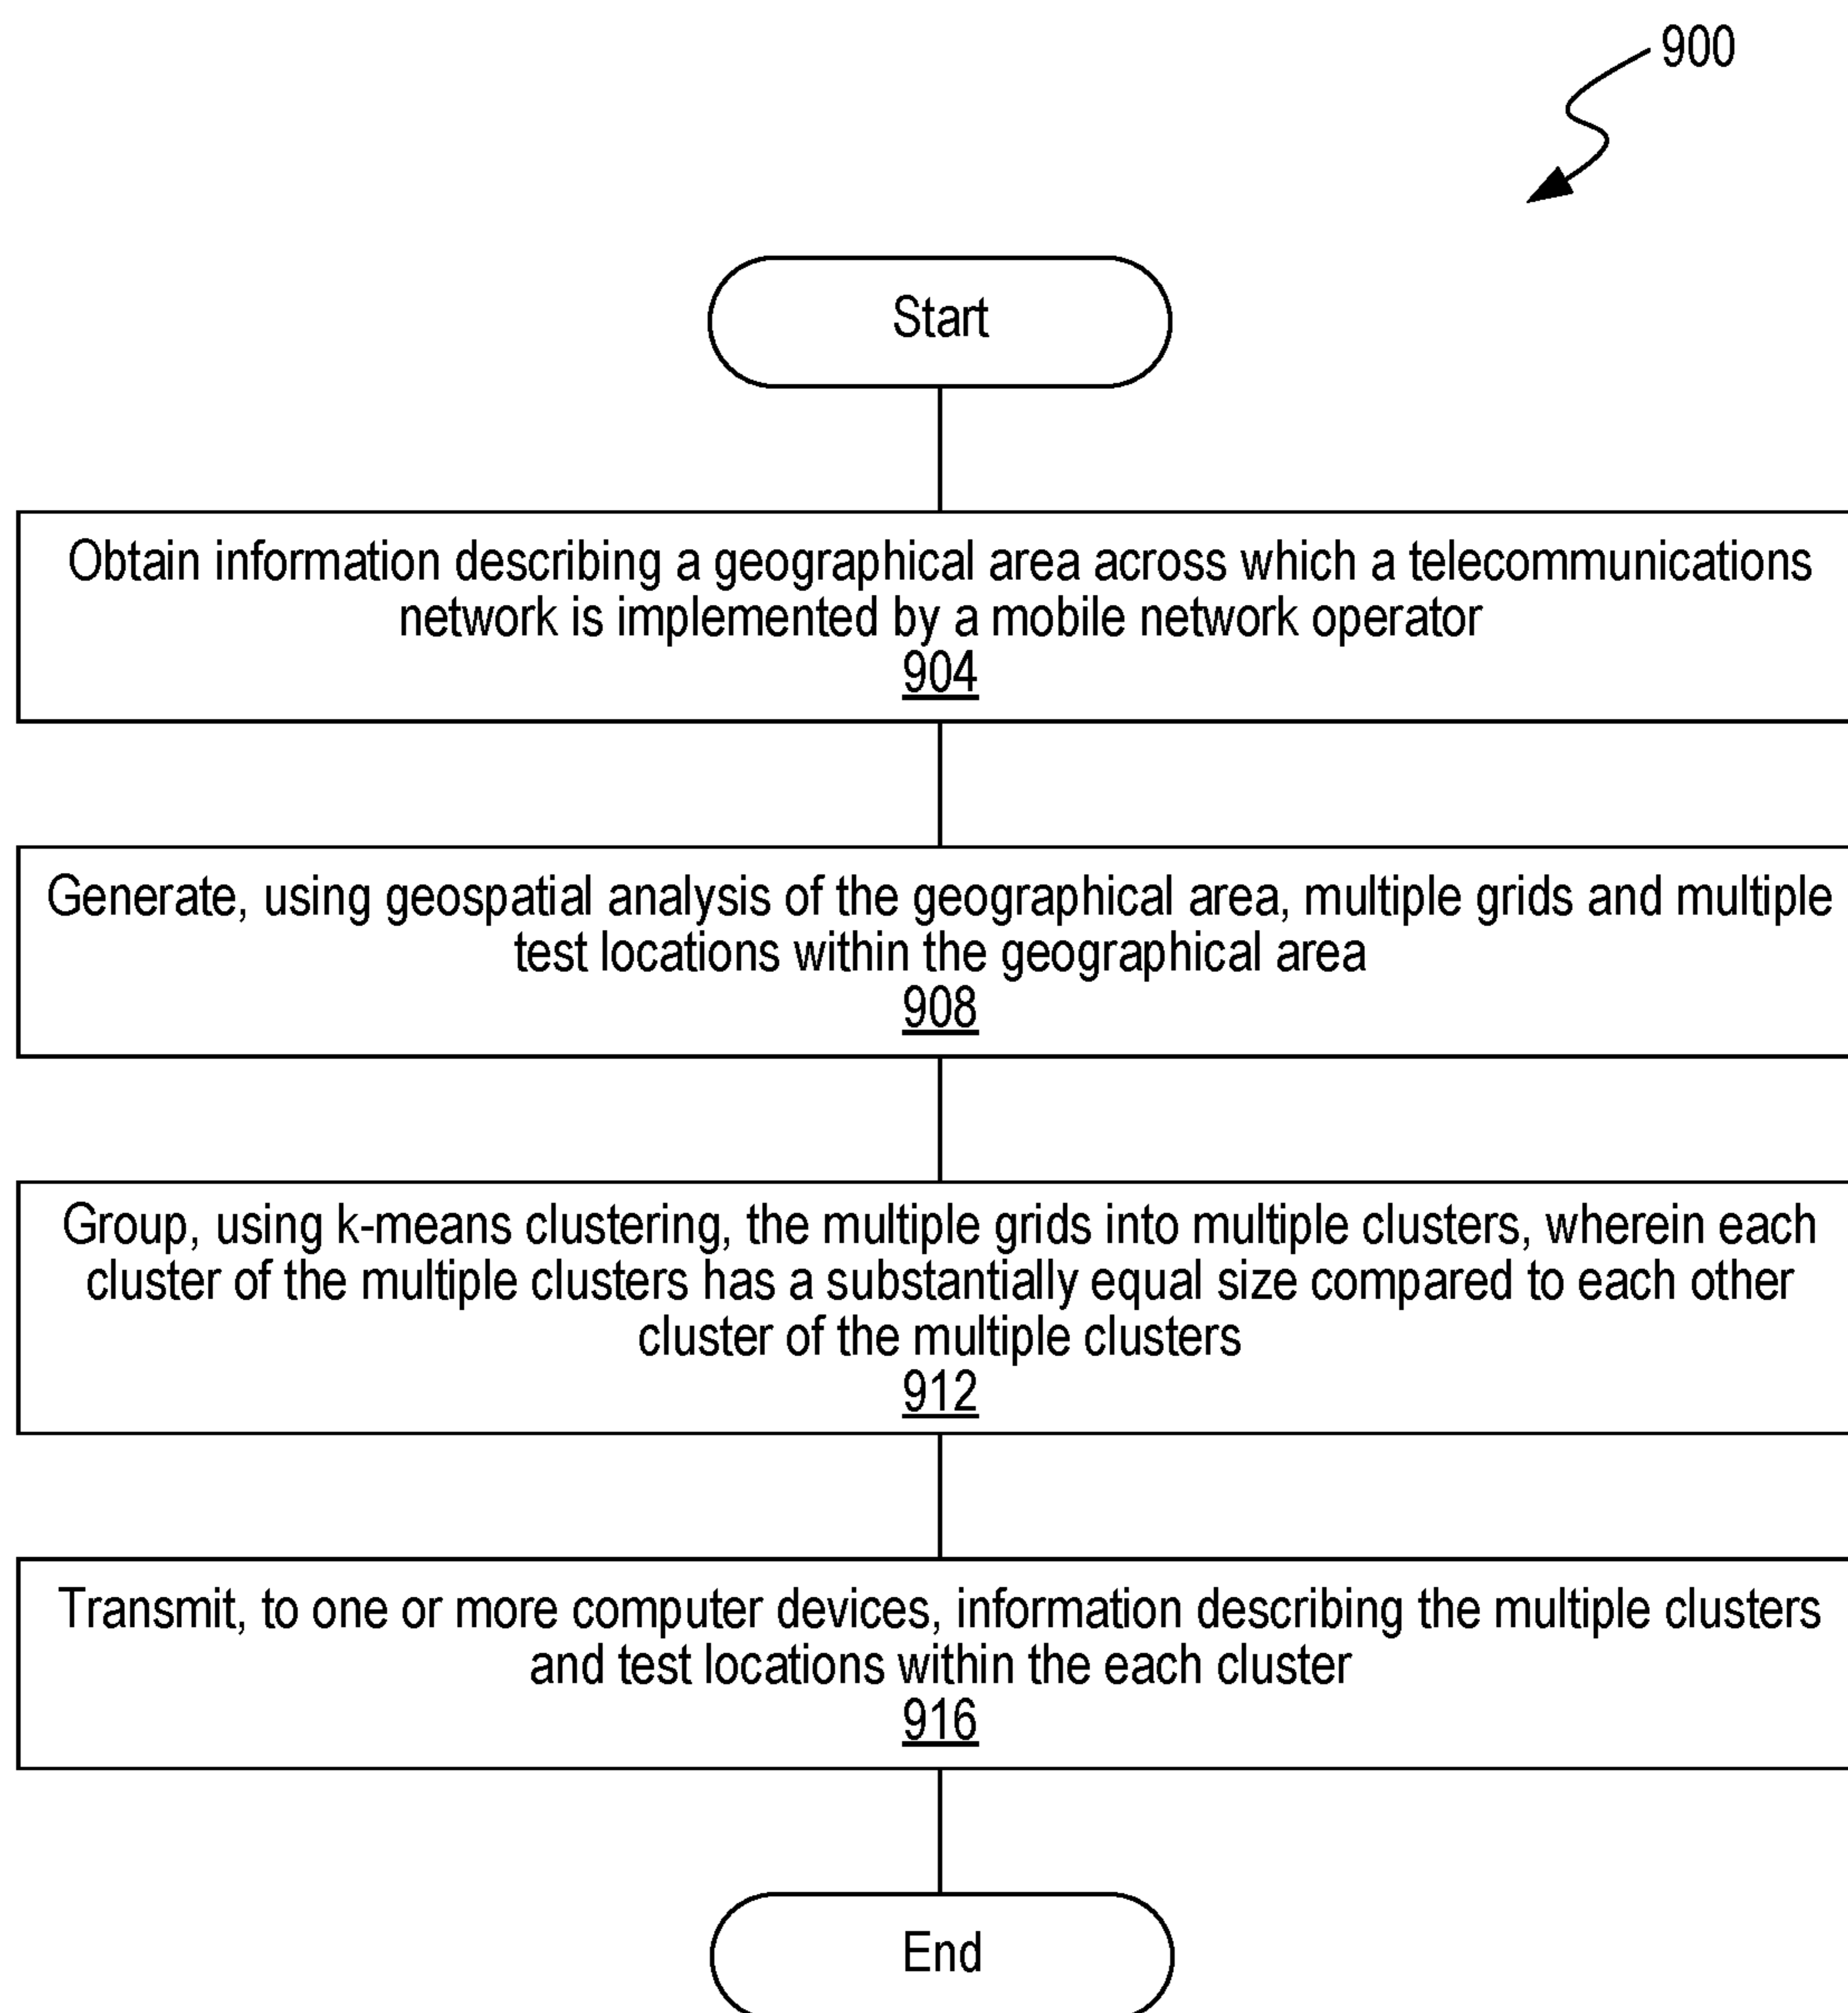 900
Start
Obtain information describing a geographical area across which a telecommunications
network is implemented by a mobile network operator
904
Generate, using geospatial analysis of the geographical area, multiple grids and multiple
test locations within the geographical area
908
Group, using k-means clustering, the multiple grids into multiple clusters, wherein each
cluster of the multiple clusters has a substantially equal size compared to each other
cluster of the multiple clusters
912
Transmit, to one or more computer devices, information describing the multiple clusters
and test locations within the each cluster
916
End